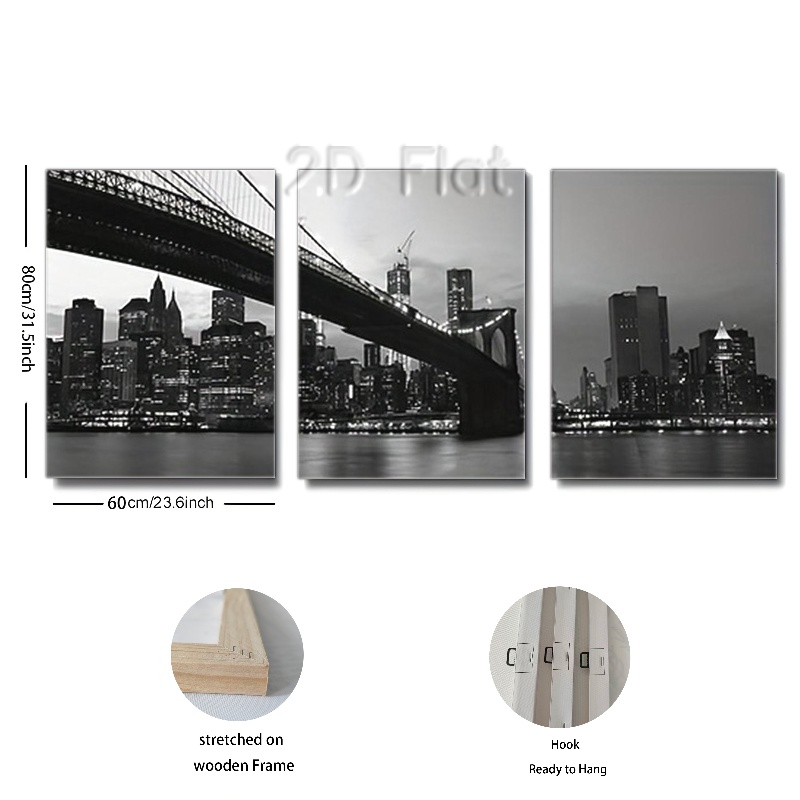 2D Flat
80cm/31.5inch
60cm/23.6inch
stretched on
wooden Frame
Hook
Ready to Hang